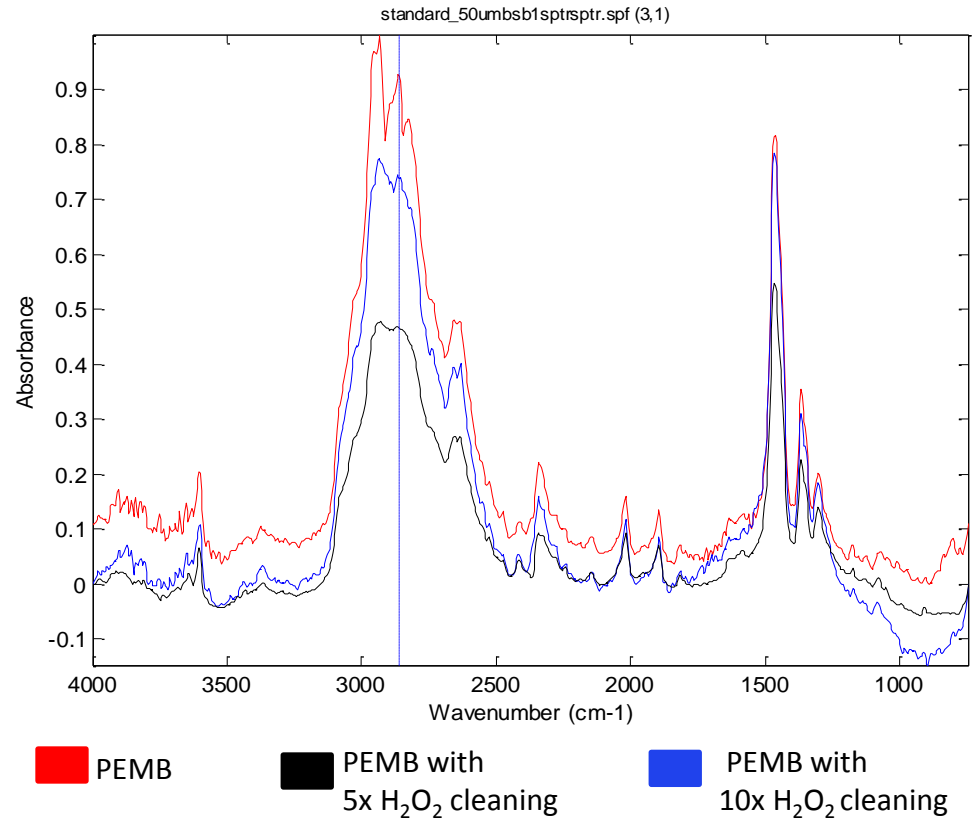 standard_50umbsb1sptrsptr.spf (3,1)
0.9
0.8
0.7
0.6
0.5
0.4
0.3
0.2
0.1
0
-0.1
Absorbance
4000 3500 3000 2500 2000 1500 1000
Wavenumber (cm-1)
PEMB
PEMB with
5x H₂O₂ cleaning
PEMB with
10x H₂O₂ cleaning